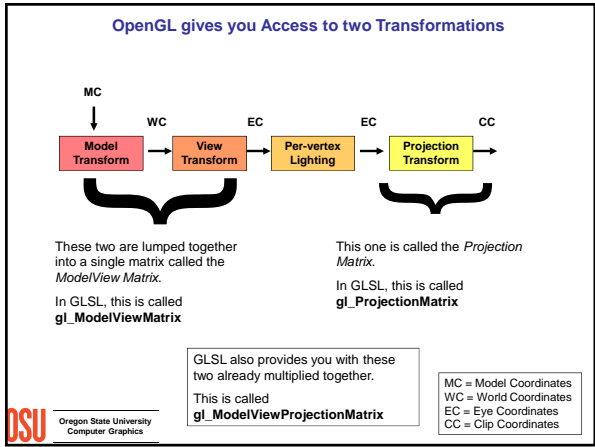 OpenGL gives you Access to two Transformations
MC
WC
EC
EC
CC
Model
Transform
View
Transform
Per-vertex
Lighting
Projection
Transform
These two are lumped together
into a single matrix called the
ModelView Matrix.
In GLSL, this is called
gl_ModelViewMatrix
This one is called the Projection
Matrix.
In GLSL, this is called
gl_ProjectionMatrix
GLSL also provides you with these
two already multiplied together.
This is called
gl_ModelViewProjectionMatrix
MC = Model Coordinates
WC = World Coordinates
EC = Eye Coordinates
CC = Clip Coordinates
OSU
Oregon State University
Computer Graphics